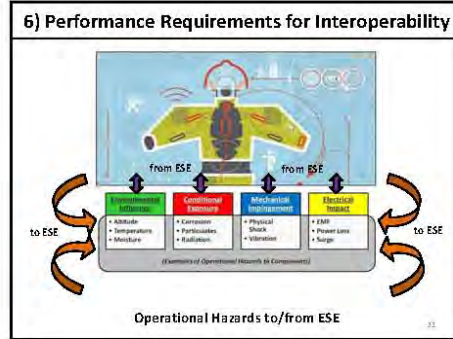 6) Performance Requirements for Interoperability
from ESE
from ESE
Environmental
Influences
• Altitude
• Temperature
• Moisture
Conditional
Exposure
• Corrosion
• Particulates
• Radiation
Mechanical
Impingement
• Physical
Shock
• Vibration
Electrical
Impact
• EMF
• Power Loss
• Surge
to ESE
to ESE
(Examples of Operational Hazards to Components)
Operational Hazards to/from ESE